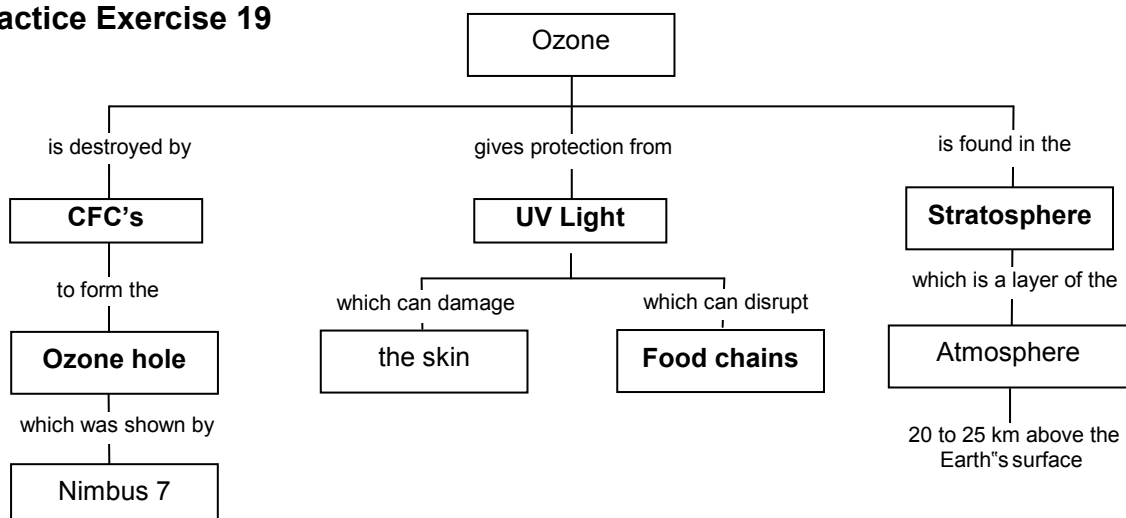 actice Exercise 19
Ozone
is destroyed by
gives protection from
is found in the
CFC's
UV Light
Stratosphere
to form the
which can damage
which can disrupt
which is a layer of the
Ozone hole
the skin
Food chains
Atmosphere
which was shown by
20 to 25 km above the
Earth"s surface
Nimbus 7